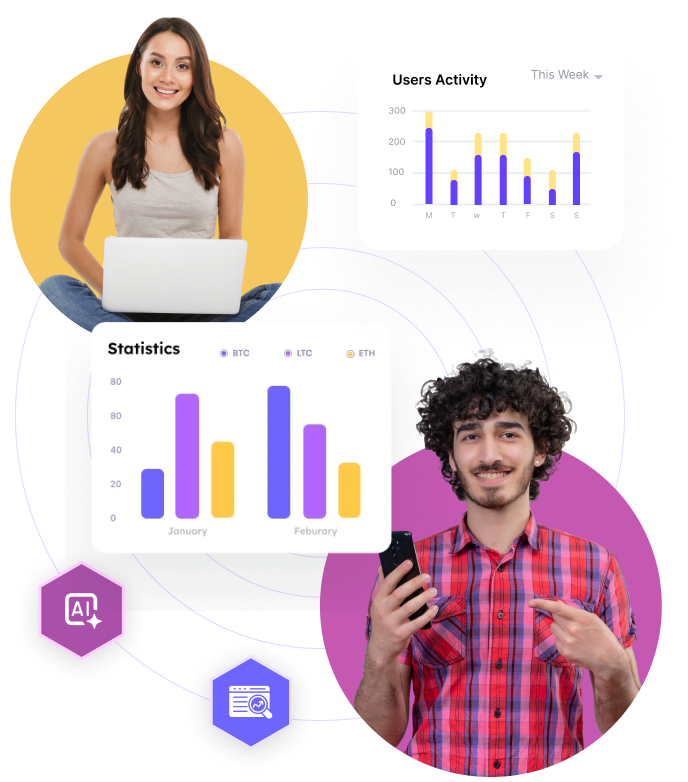 Users Activity
This Week
300
200
100
0
M T w T F S S
Statistics
BTC LTC ETH
80
80
40
20
0
January Feburary
AI